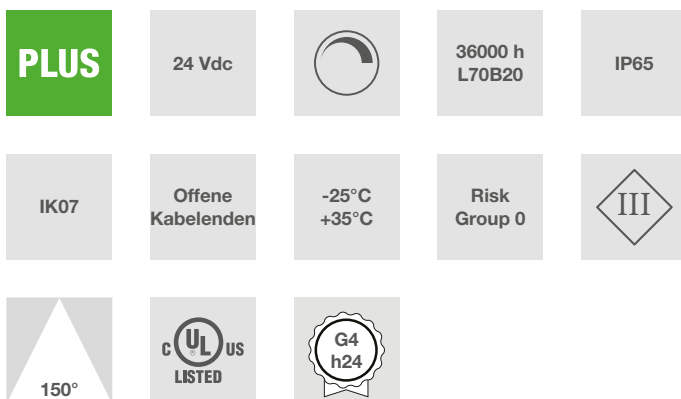 PLUS
24 Vdc
36000 h
L70B20
IP65
IK07
Offene
Kabelenden
-25°C
+35°C
Risk
Group 0
III
150°
C UL® US
LISTED
G4
h24